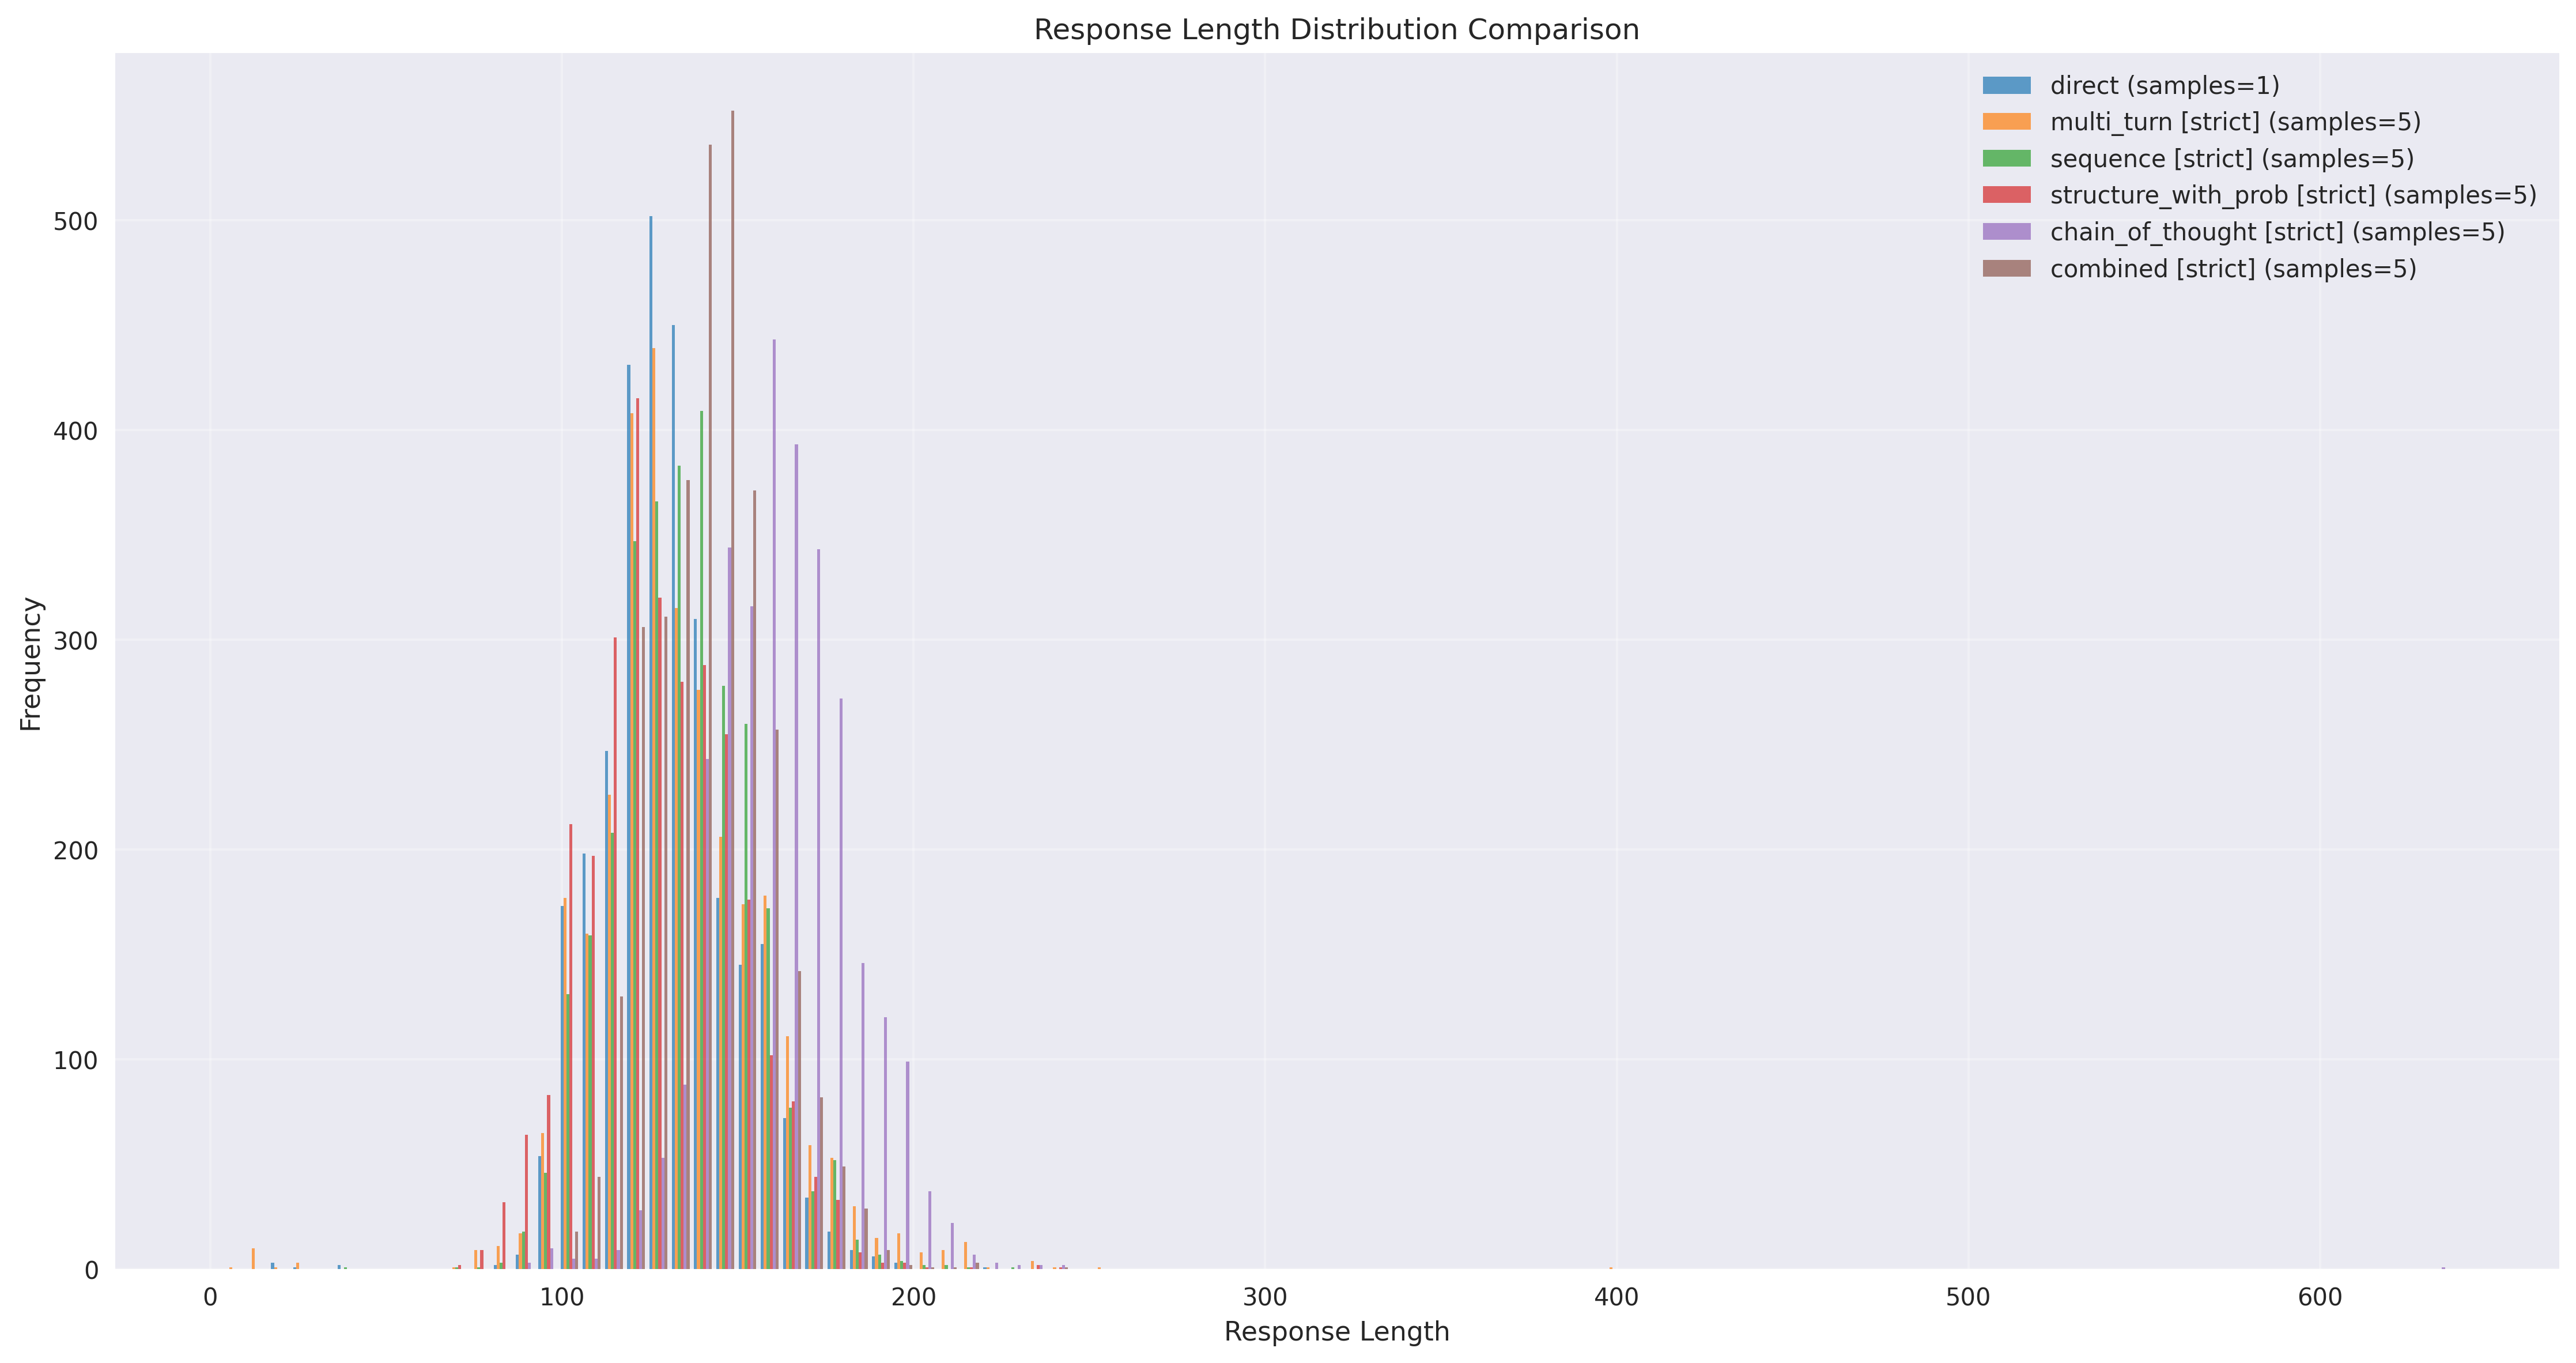 Response Length Distribution Comparison
direct (samples=1)
multi_turn [strict] (samples=5)
sequence [strict] (samples=5)
structure_with_prob [strict] (samples=5)
chain_of_thought [strict] (samples=5)
combined [strict] (samples=5)
Frequency
500
400
300
200
100
0
0 100 200 300 400 500 600
Response Length